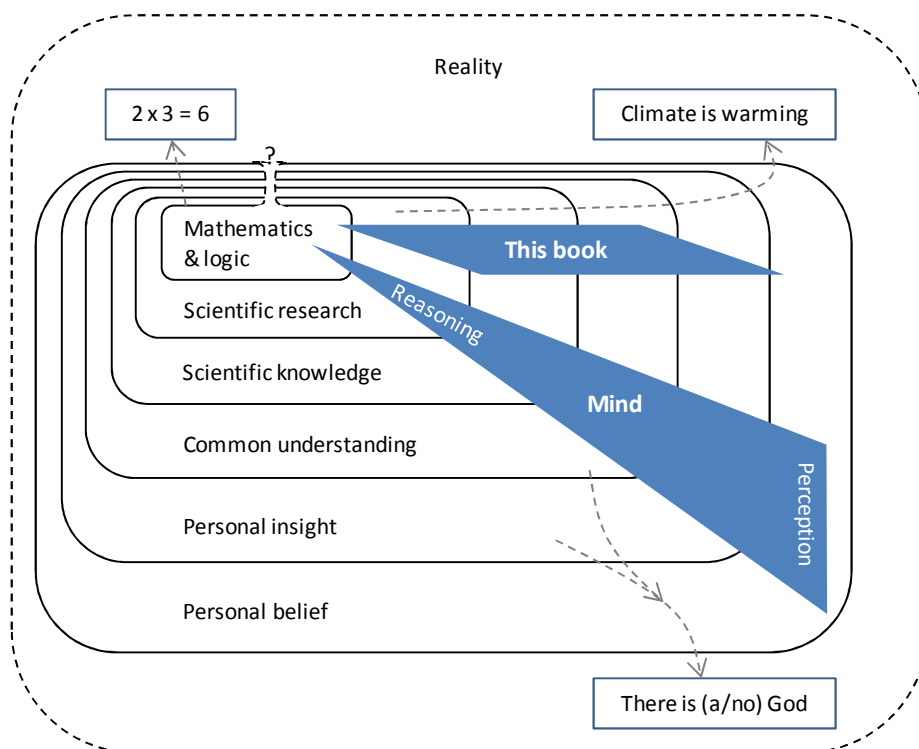 Reality
2 x 3 = 6
Climate is warming
?
Mathematics
& logic
This book
Reasoning
Scientific research
Scientific knowledge
Mind
Common understanding
Perception
Personal insight
Personal belief
There is (a/no) God